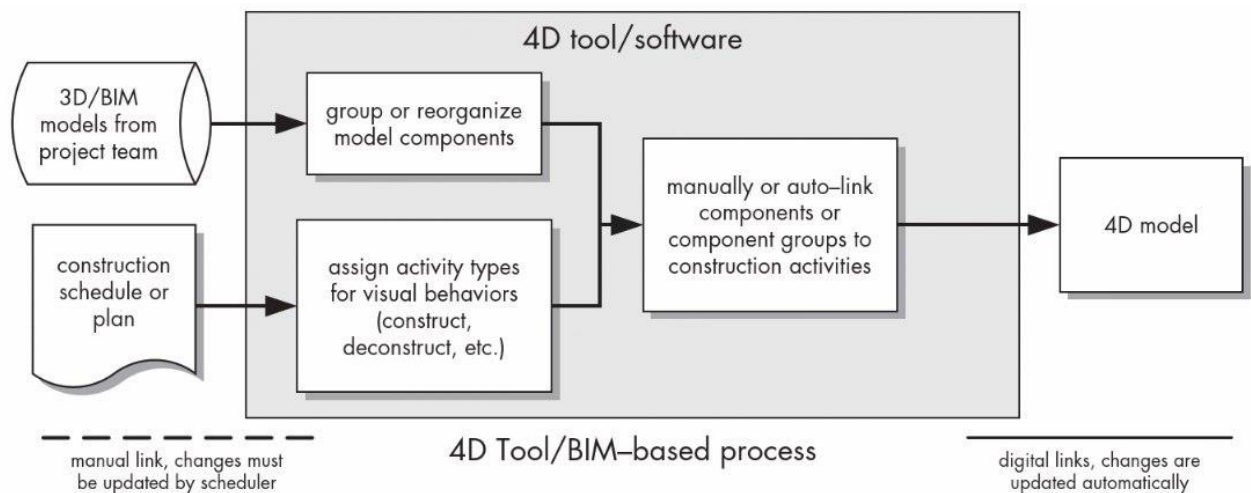 4D tool/software
3D/BIM
models from
project team
group or reorganize
model components
manually or auto–link
components or
component groups to
construction activities
4D model
construction
schedule or
plan
assign activity types
for visual behaviors
(construct,
deconstruct, etc.)
4D Tool/BIM–based process
manual link, changes must
be updated by scheduler
digital links, changes are
updated automatically